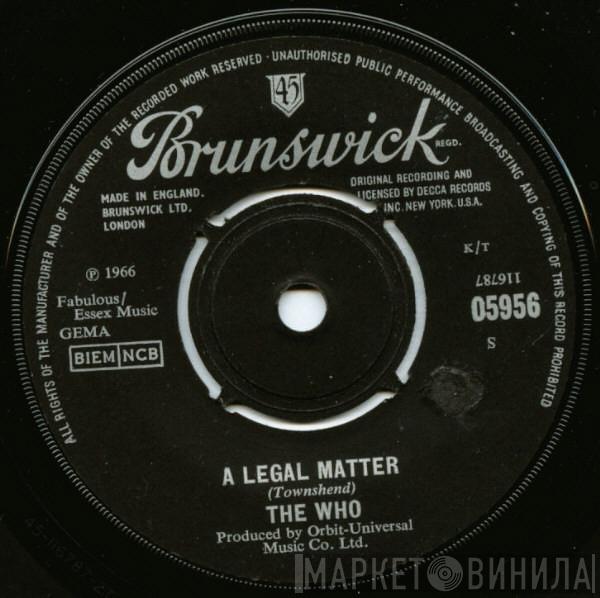 ALL RIGHTS OF THE MANUFACTURER AND OF THE OWNER OF THE RECORDED WORK RESERVED · UNAUTHORISED PUBLIC PERFORMANCE BROADCASTING AND COPYING OF THIS RECORD PROHIBITED
45
Brunswick
REGD.
MADE IN ENGLAND.
BRUNSWICK LTD.
LONDON
ORIGINAL RECORDING AND
LICENSED BY DECCA RECORDS
INC. NEW YORK. U.S.A.
K/T
℗ 1966
116787
Fabulous/
Essex Music
05956
GEMA
S
BIEM NCB
A LEGAL MATTER
(Townshend)
THE WHO
Produced by Orbit-Universal
Music Co. Ltd.
МАРКЕТ ВИНИЛА